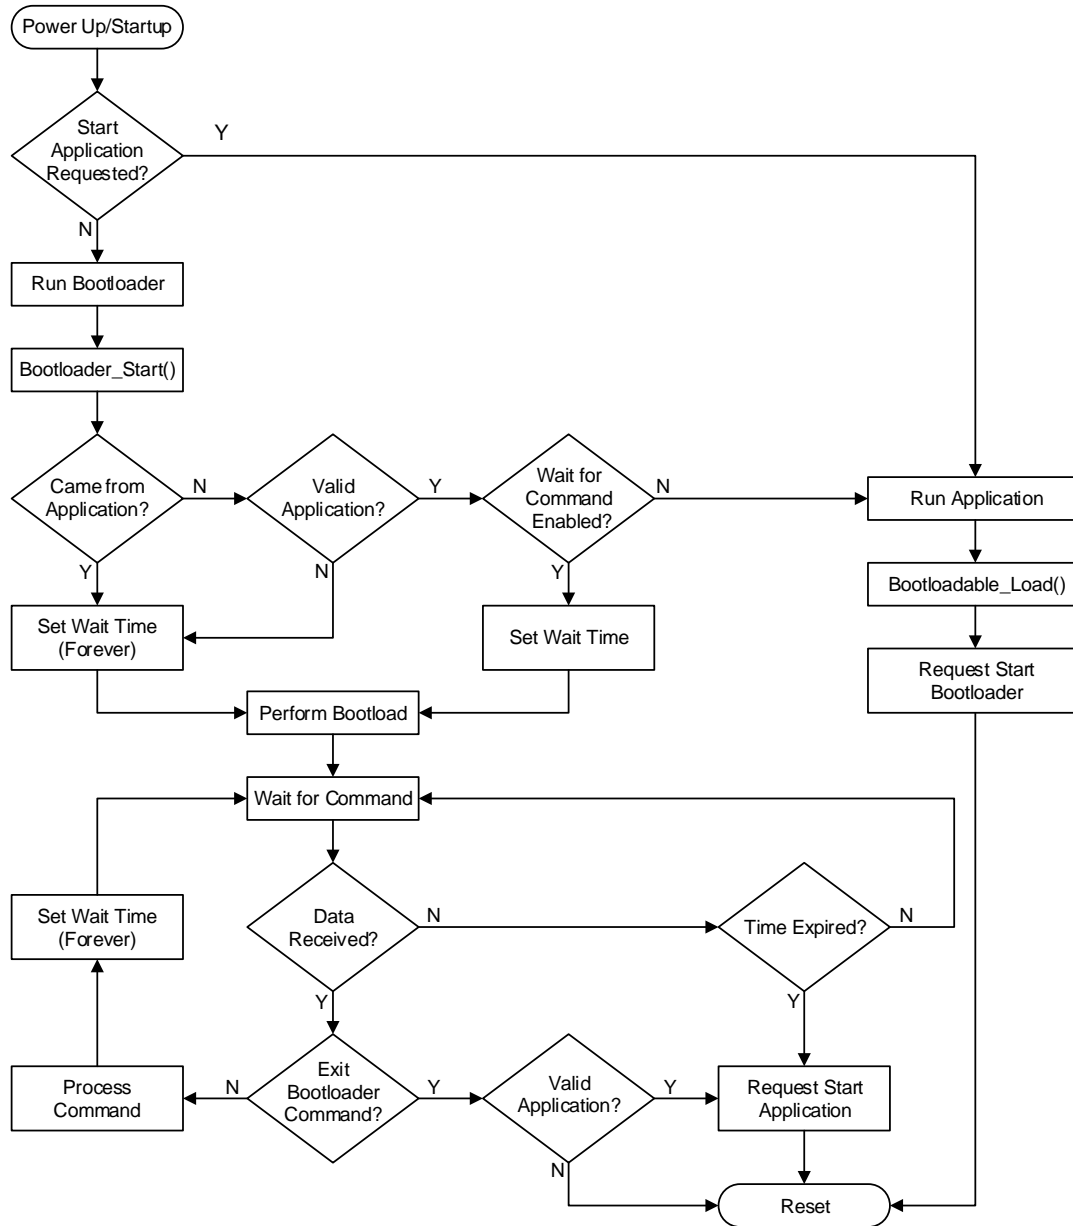 Power Up/Startup
Start
Application
Requested?
Y
N
Run Bootloader
Bootloader_Start()
Came from
Application?
N
Valid
Application?
Y
Wait for
Command
Enabled?
N
Run Application
Y
N
Y
Bootloadable_Load()
Set Wait Time
(Forever)
Set Wait Time
Request Start
Bootloader
Perform Bootload
Wait for Command
Set Wait Time
(Forever)
Data
Received?
N
Time Expired?
N
Y
Y
Process
Command
N
Exit
Bootloader
Command?
Y
Valid
Application?
Y
Request Start
Application
N
Reset